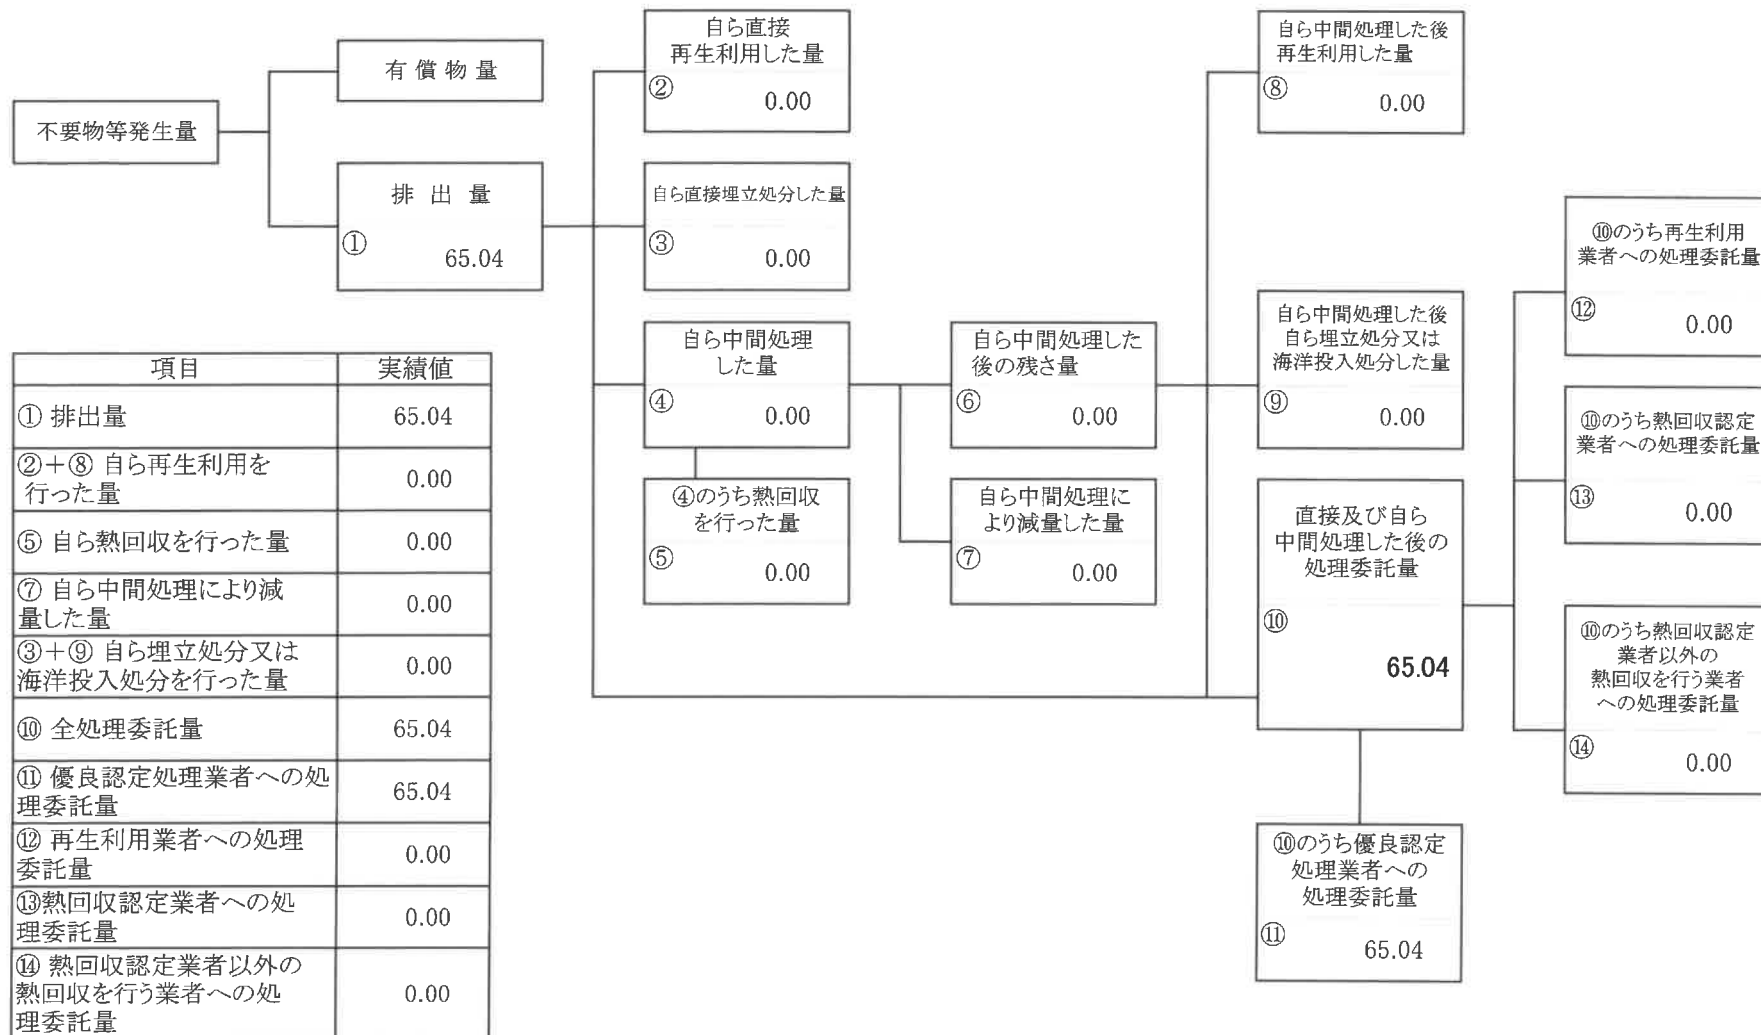 不要物等発生量
有償物量
排出量
①
65.04
自ら直接
再生利用した量
②
0.00
自ら直接埋立処分した量
③
0.00
自ら中間処理
した量
④
0.00
④のうち熱回収
を行った量
⑤
0.00
自ら中間処理した
後の残さ量
⑥
0.00
自ら中間処理に
より減量した量
⑦
0.00
自ら中間処理した後
再生利用した量
⑧
0.00
自ら中間処理した後
自ら埋立処分又は
海洋投入処分した量
⑨
0.00
直接及び自ら
中間処理した後の
処理委託量
⑩
65.04
⑩のうち優良認定
処理業者への
処理委託量
⑪
65.04
⑩のうち再生利用
業者への処理委託量
⑫
0.00
⑩のうち熱回収認定
業者への処理委託量
⑬
0.00
⑩のうち熱回収認定
業者以外の
熱回収を行う業者
への処理委託量
⑭
0.00
項目 実績値
① 排出量 65.04
②+⑧ 自ら再生利用を
行った量 0.00
⑤ 自ら熱回収を行った量 0.00
⑦ 自ら中間処理により減
量した量 0.00
③+⑨ 自ら埋立処分又は
海洋投入処分を行った量 0.00
⑩ 全処理委託量 65.04
⑪ 優良認定処理業者への処
理委託量 65.04
⑫ 再生利用業者への処理
委託量 0.00
⑬熱回収認定業者への処
理委託量 0.00
⑭ 熱回収認定業者以外の
熱回収を行う業者への処
理委託量 0.00